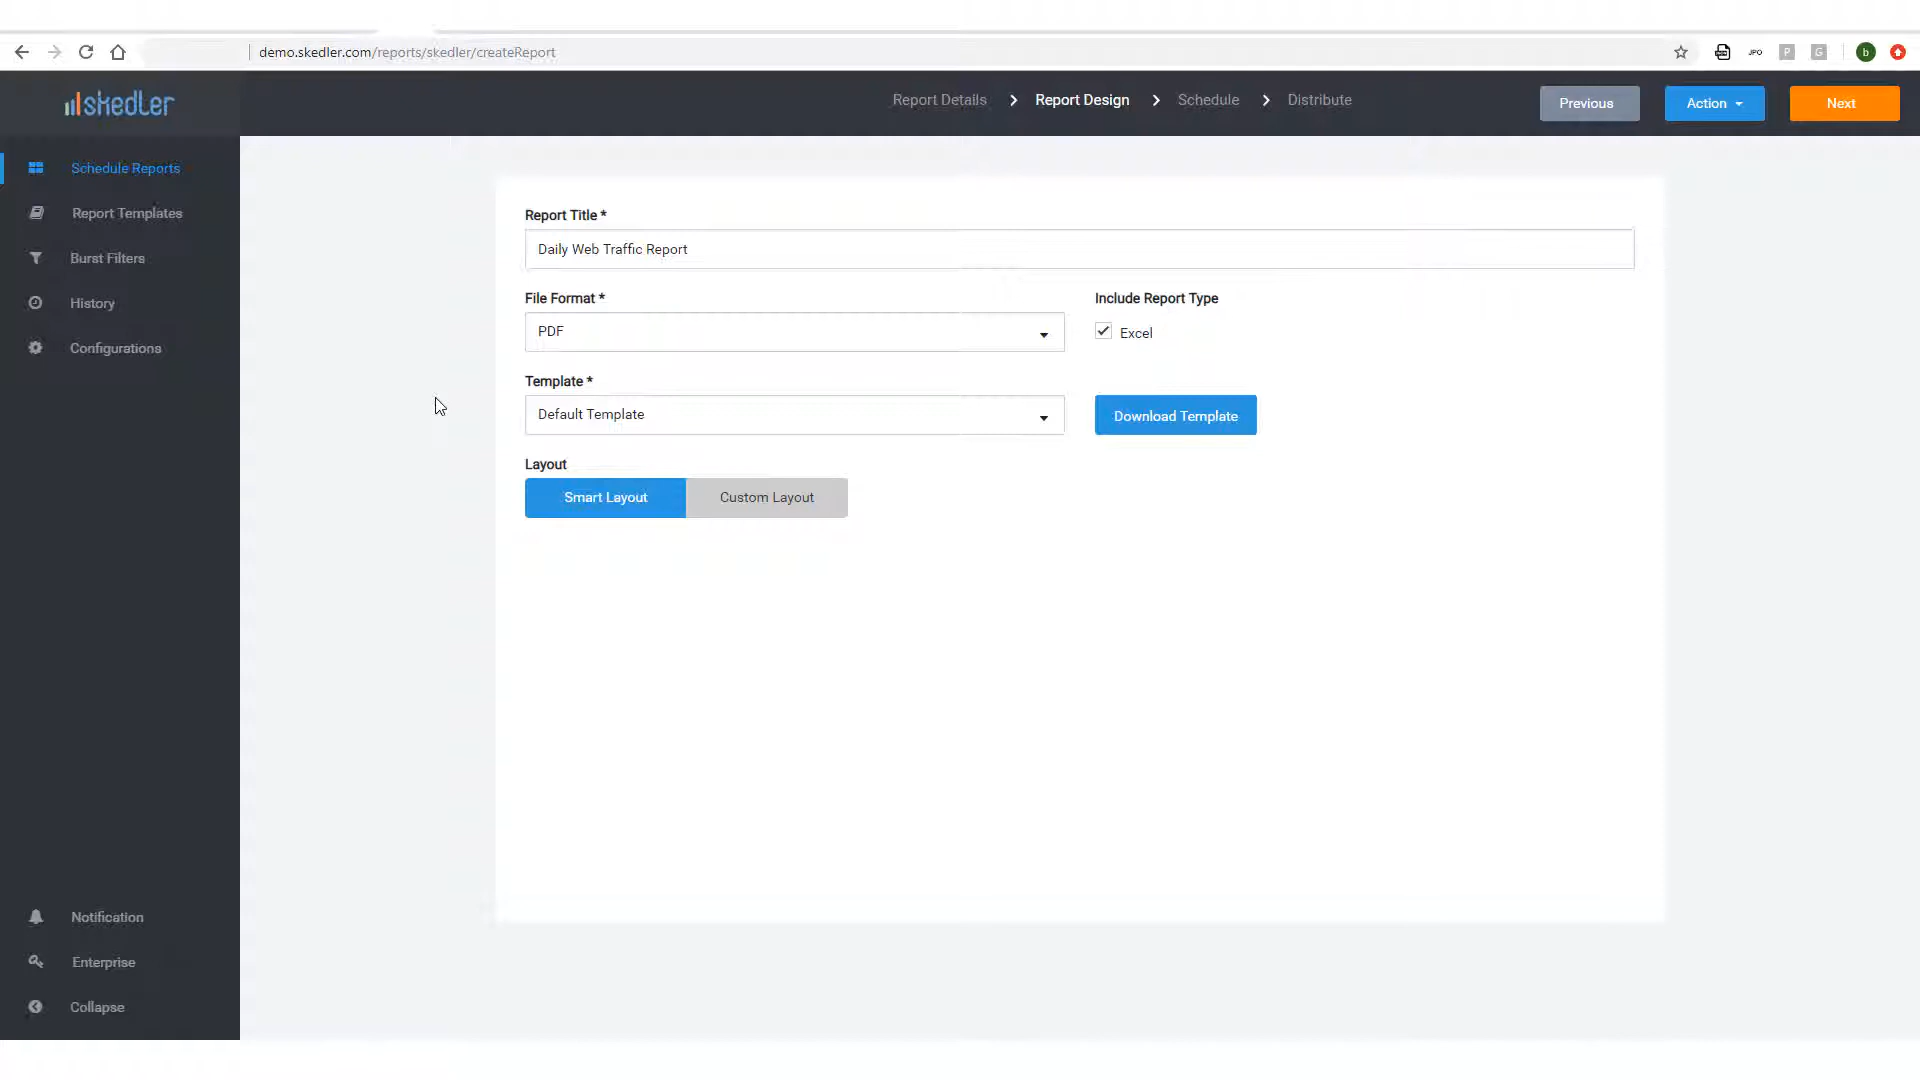 demo.skedler.com/reports/skedler/createReport
JPO
P
G
b
skedler
Report Details
Report Design
Schedule
Distribute
Previous
Action
Next
Schedule Reports
Report Templates
Burst Filters
History
Configurations
Report Title *
Daily Web Traffic Report
File Format *
Include Report Type
PDF
Excel
Template *
Default Template
Download Template
Layout
Smart Layout
Custom Layout
Notification
Enterprise
Collapse